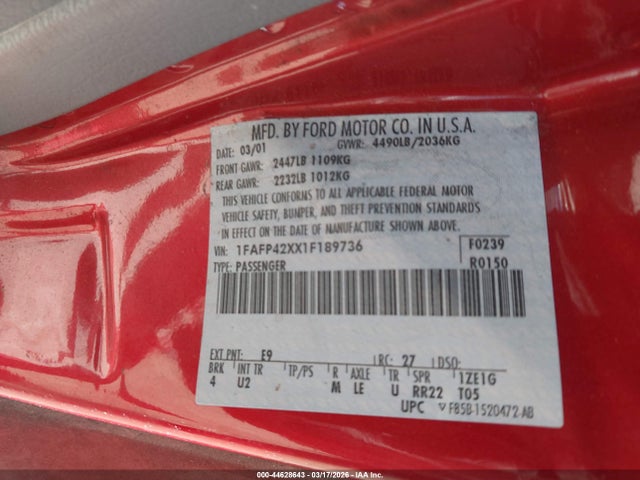 MFD. BY FORD MOTOR CO. IN U.S.A.
03/01 GVWR: 4490LB/2036KG
FRONT GAWR: 2447LB 1109KG
REAR GAWR: 2232LB 1012KG
THIS VEHICLE CONFORMS TO ALL APPLICABLE FEDERAL MOTOR
VEHICLE SAFETY, BUMPER, AND THEFT PREVENTION STANDARDS
IN EFFECT ON THE DATE OF MANUFACTURE SHOWN ABOVE.
VIN: 1FAFP42XX1F189736 F0239
TYPE: PASSENGER R0150
EXT PNT: E9 RC: 27 DSO:
BRK INT TR TP/PS R AXLE TR SPR 1ZE1G
4 U2 M LE U RR22 T05
UPC F85B-1520472-AB
000-44628643 - 03/17/2026 - IAAI.com